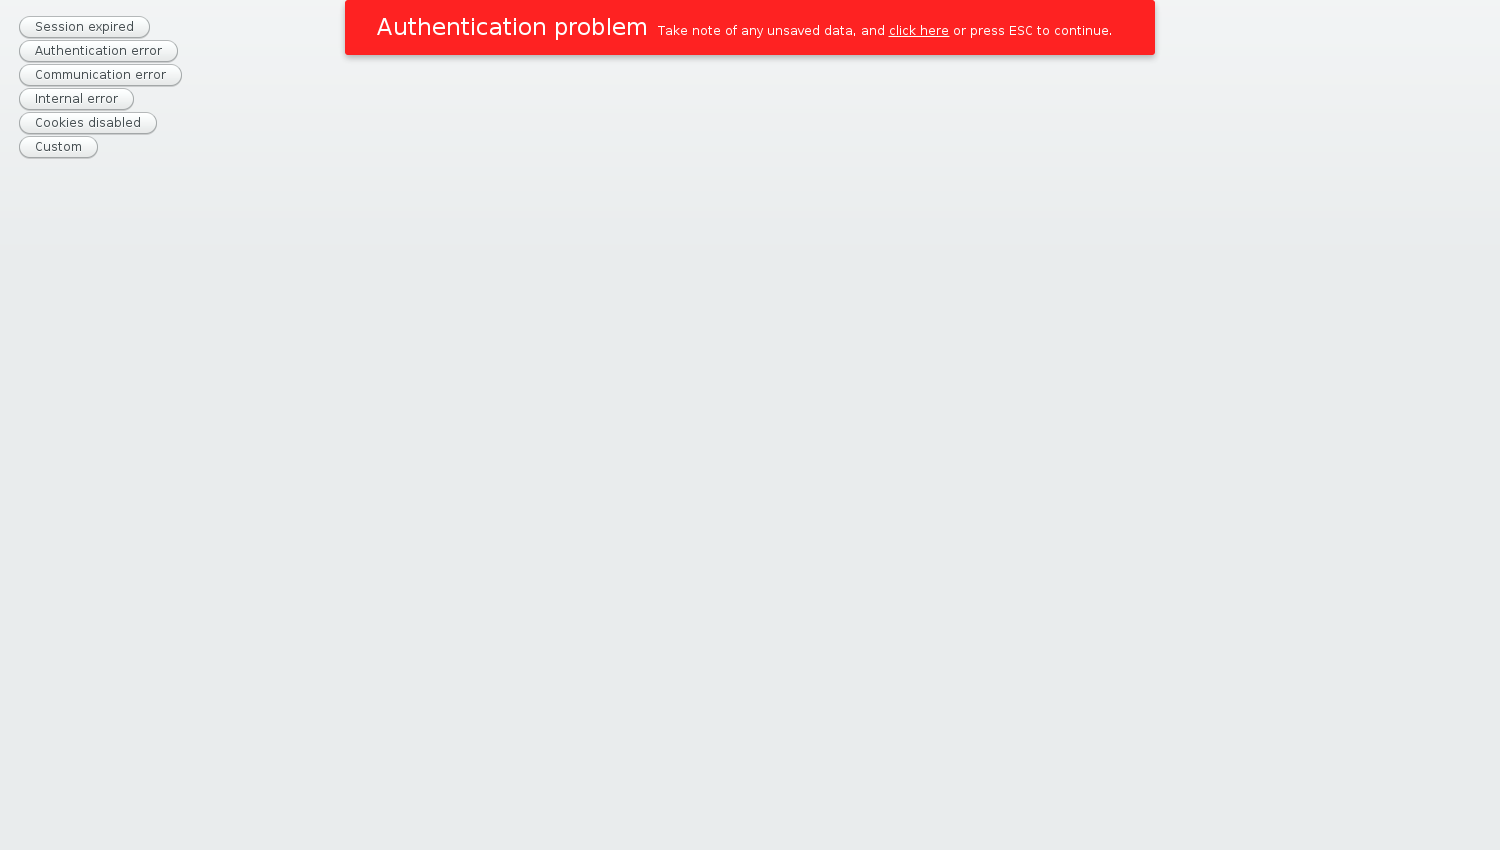 Session expired
Authentication error
Communication error
Internal error
Cookies disabled
Custom
Authentication problem Take note of any unsaved data, and click here or press ESC to continue.